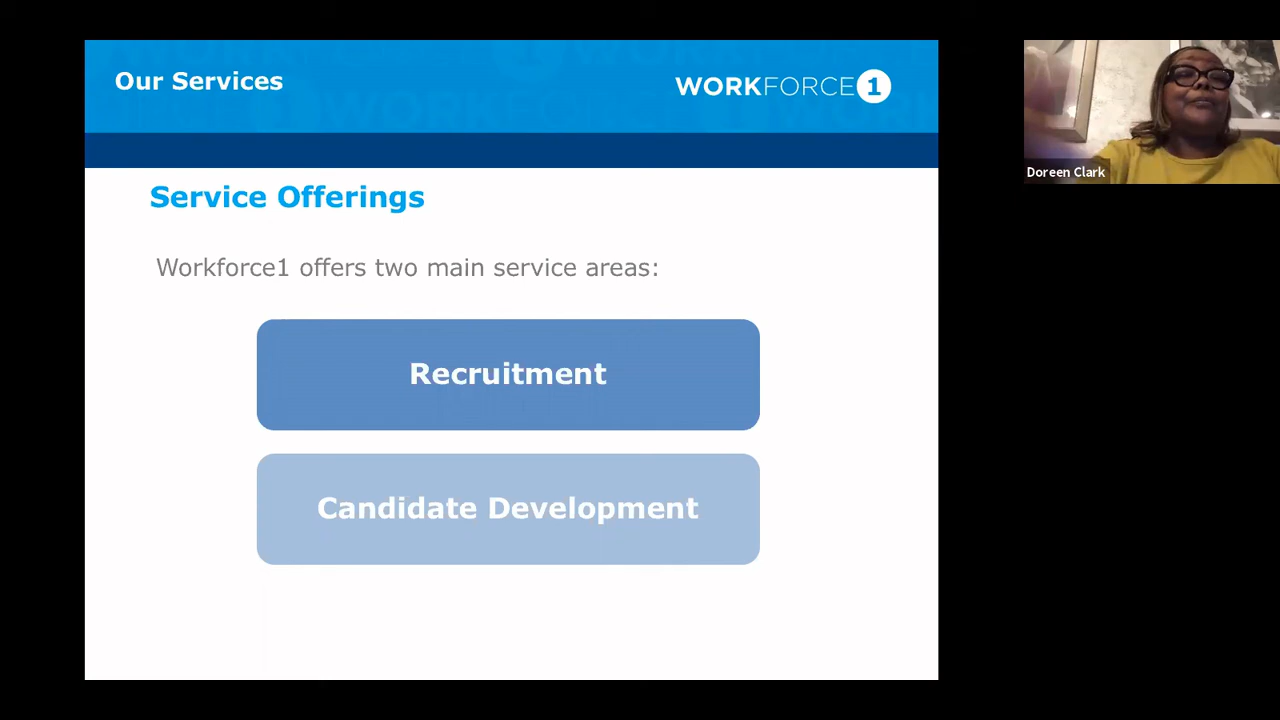 Our Services
WORKFORCE1
Service Offerings
Workforce1 offers two main service areas:
Recruitment
Candidate Development
Doreen Clark